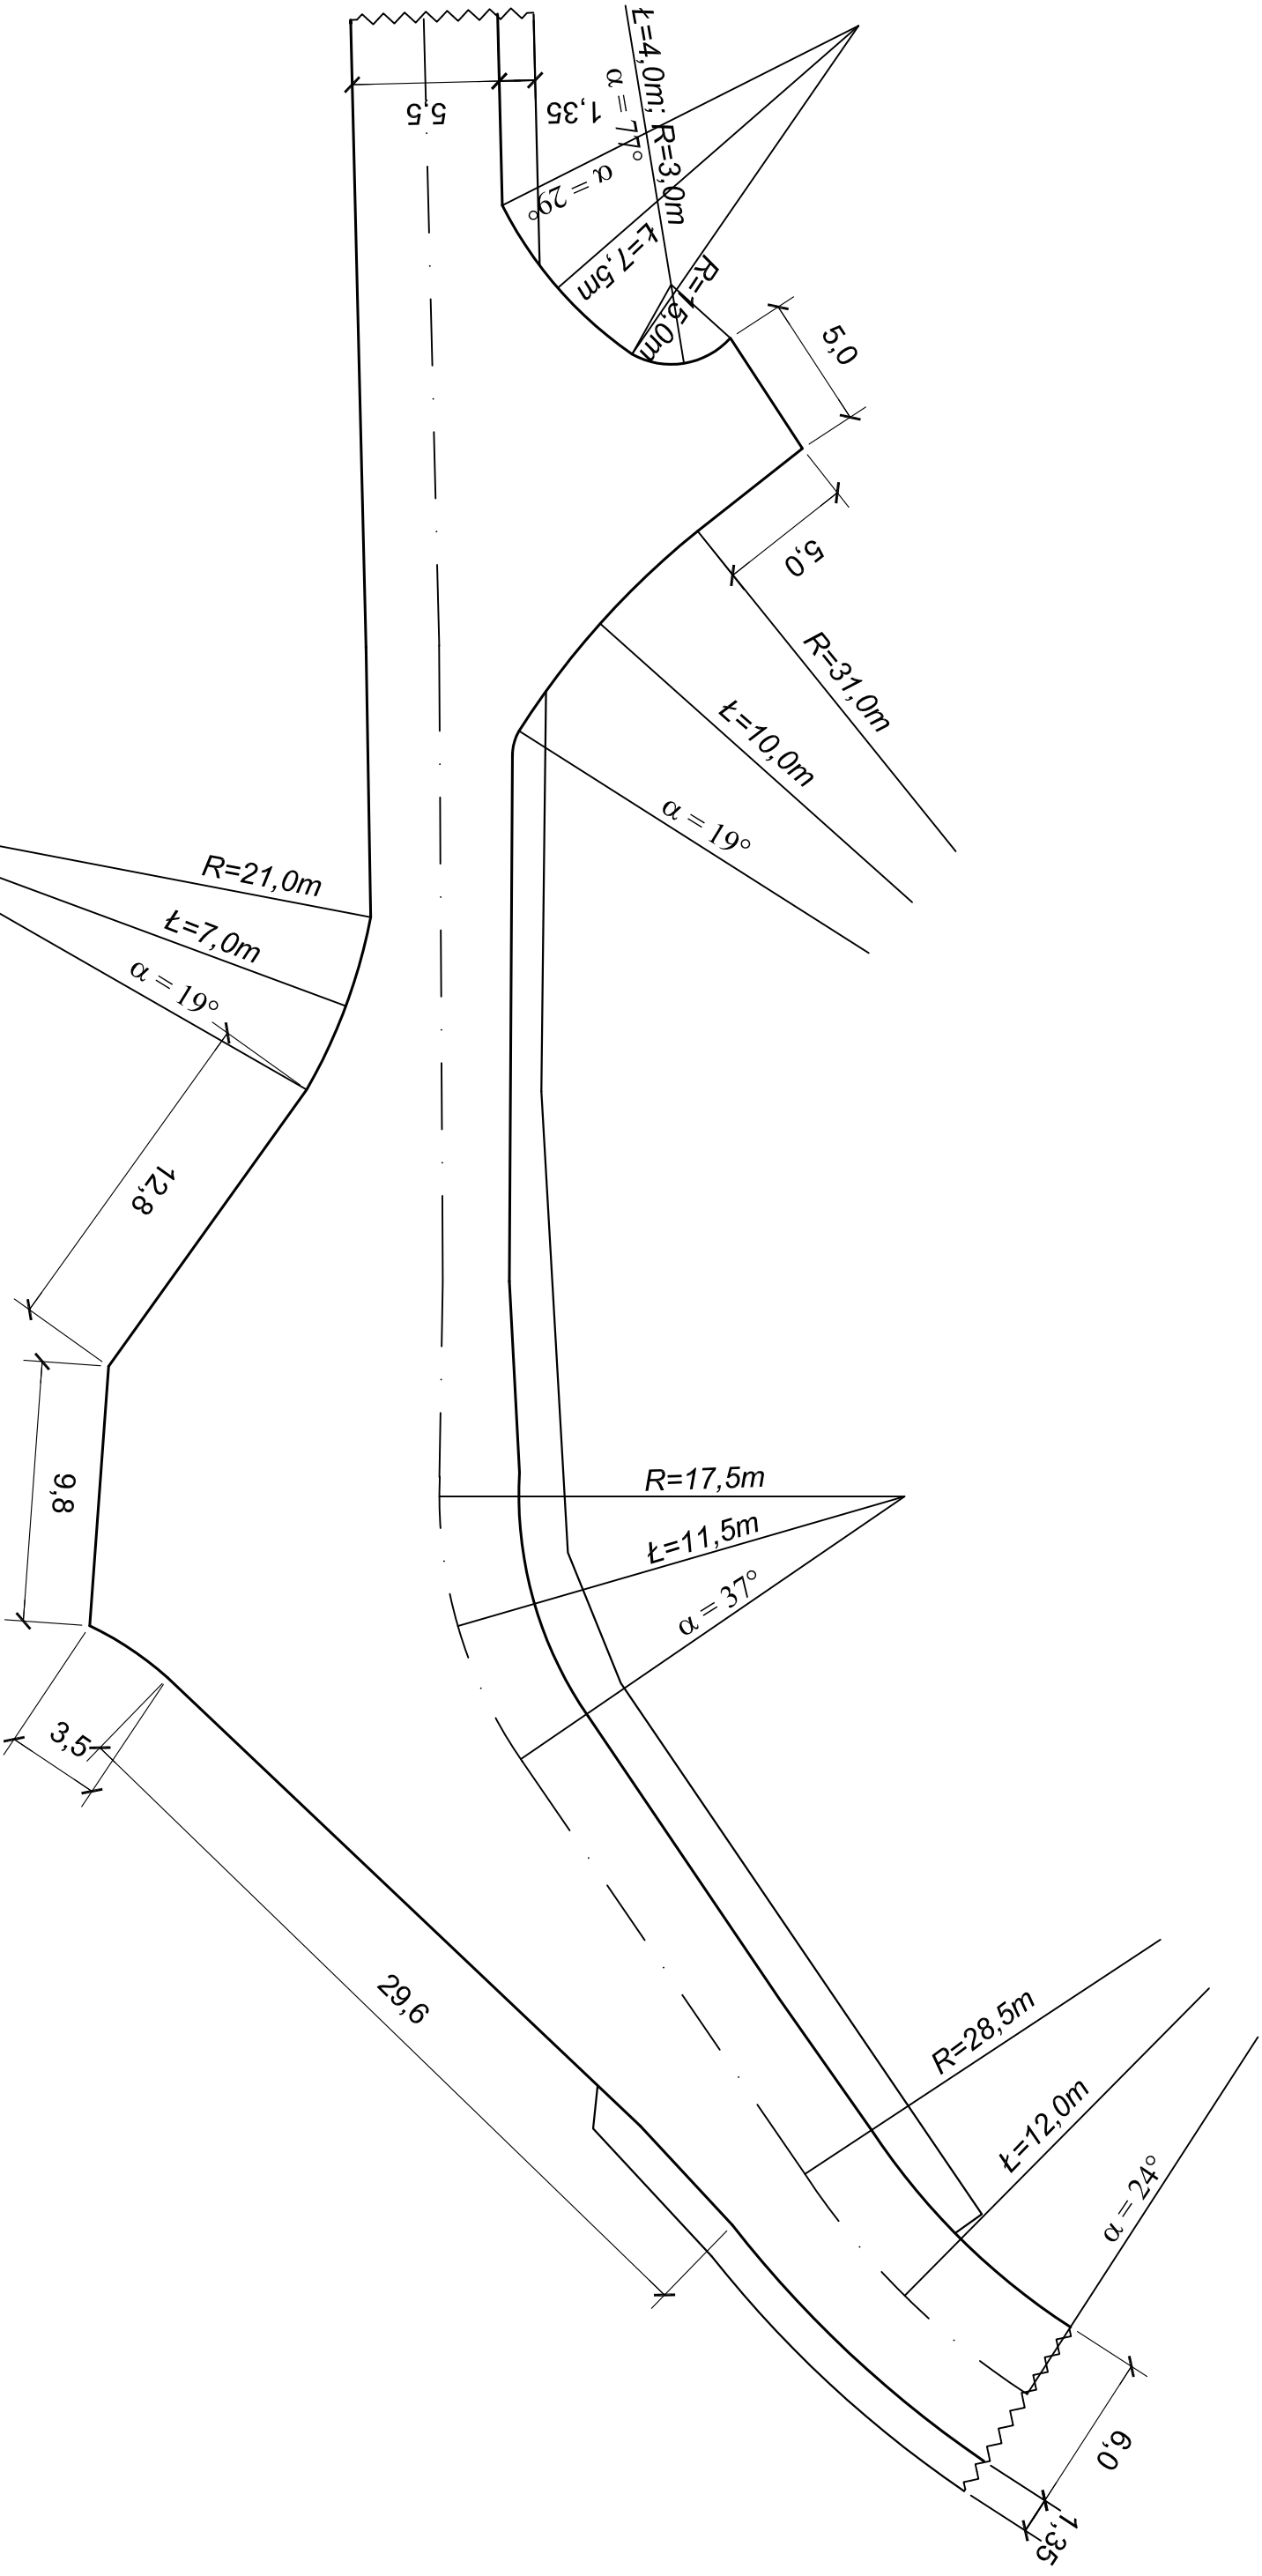 Ł=4,0m; R=3,0m
α = 77°
5,5
1,35
α = 29°
Ł=7,5m
R=15,0m
5,0
5,0
R=31,0m
Ł=10,0m
α = 19°
R=21,0m
Ł=7,0m
α = 19°
12,8
9,8
R=17,5m
Ł=11,5m
α = 37°
3,5
29,6
R=28,5m
Ł=12,0m
α = 24°
6,0
1,35